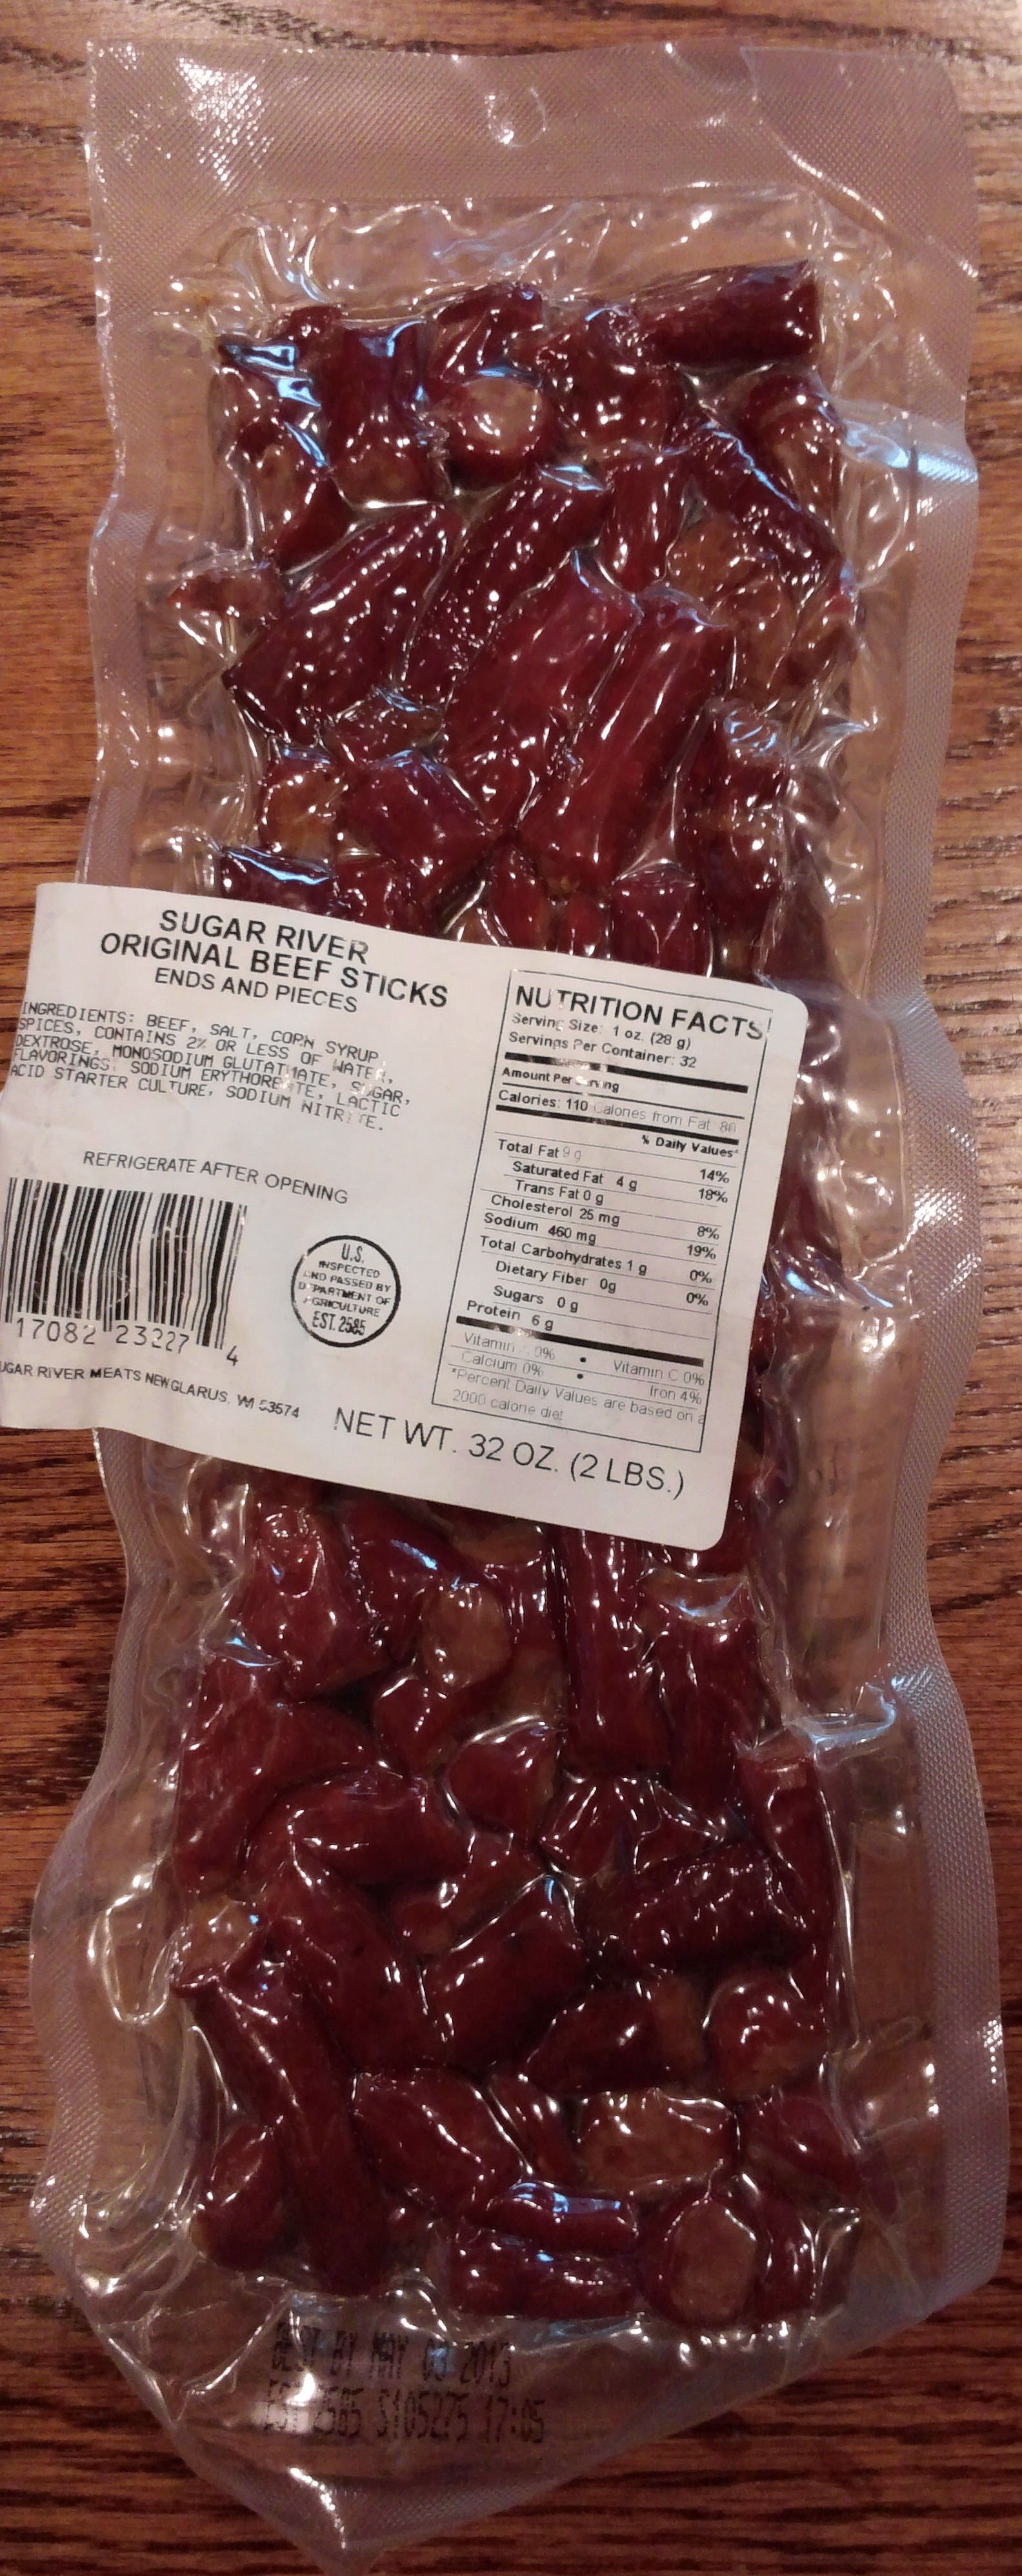 SUGAR RIVER
ORIGINAL BEEF STICKS
ENDS AND PIECES
INGREDIENTS: BEEF, SALT, CORN SYRUP
SPICES, CONTAINS 2% OR LESS OF WATER,
DEXTROSE, MONOSODIUM GLUTATMATE, SUGAR,
FLAVORINGS, SODIUM ERYTHORBATE, LACTIC
ACID STARTER CULTURE, SODIUM NITRITE.
REFRIGERATE AFTER OPENING
17082 23227 4
U.S.
INSPECTED
AND PASSED BY
DEPARTMENT OF
AGRICULTURE
EST. 2585
UGAR RIVER MEATS NEW GLARUS, WI 53574
NUTRITION FACTS
Serving Size: 1 oz. (28 g)
Servings Per Container: 32
Amount Per Serving
Calories: 110 Calories from Fat 80
% Daily Values*
Total Fat 9 g 14%
Saturated Fat 4 g 18%
Trans Fat 0 g
Cholesterol 25 mg 8%
Sodium 460 mg 19%
Total Carbohydrates 1 g 0%
Dietary Fiber 0g 0%
Sugars 0 g
Protein 6 g
Vitamin 0% • Vitamin C 0%
Calcium 0% • Iron 4%
*Percent Daily Values are based on a
2000 calorie diet
NET WT. 32 OZ. (2 LBS.)
BEST BY MAY 03 2013
EST 2585 S105275 17:05